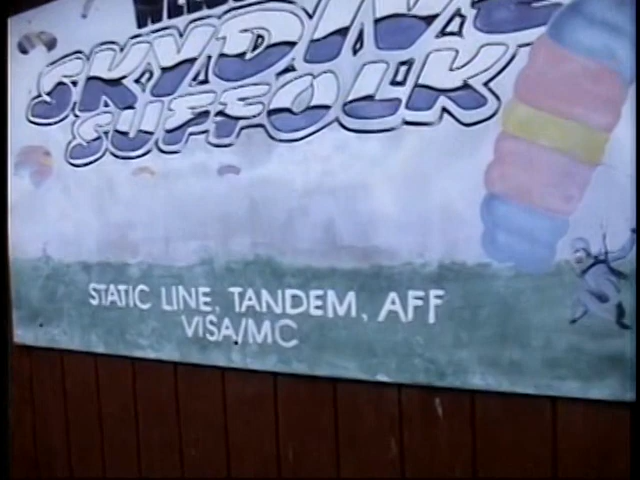 SKYDIVE
SUFFOLK
STATIC LINE, TANDEM, AFF
VISA/MC